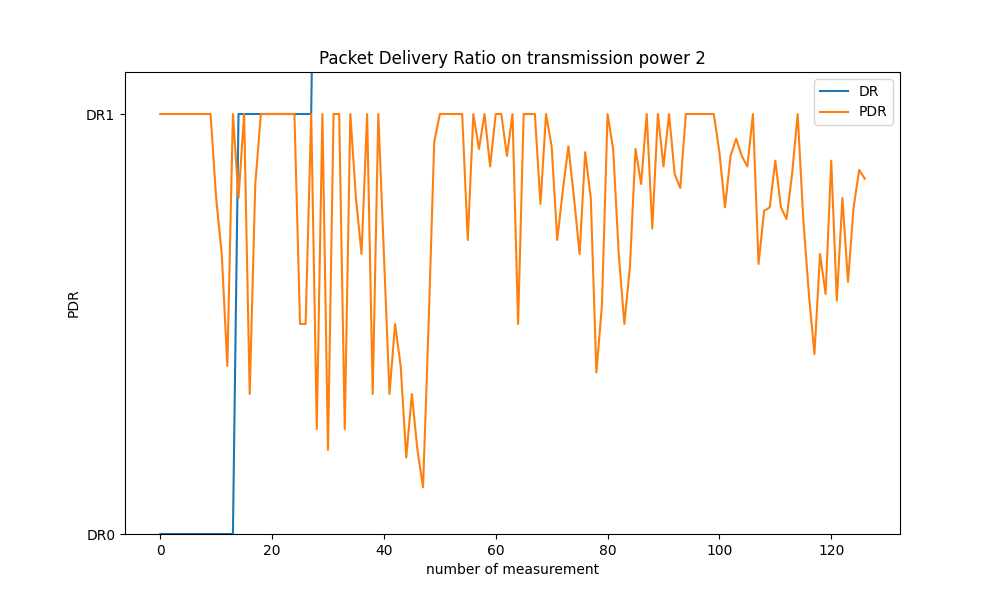 Packet Delivery Ratio on transmission power 2
DR
PDR
DR1
DR0
PDR
0 20 40 60 80 100 120
number of measurement